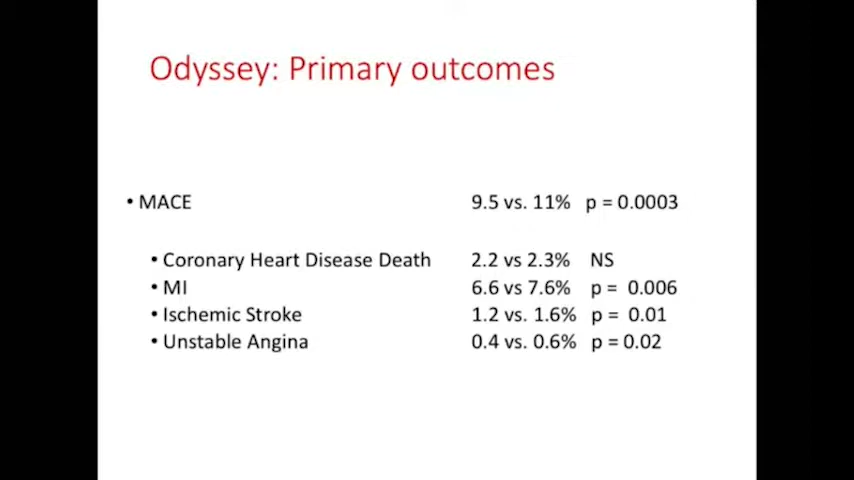 Odyssey: Primary outcomes
• MACE 9.5 vs. 11% p = 0.0003
• Coronary Heart Disease Death 2.2 vs 2.3% NS
• MI 6.6 vs 7.6% p = 0.006
• Ischemic Stroke 1.2 vs. 1.6% p = 0.01
• Unstable Angina 0.4 vs. 0.6% p = 0.02